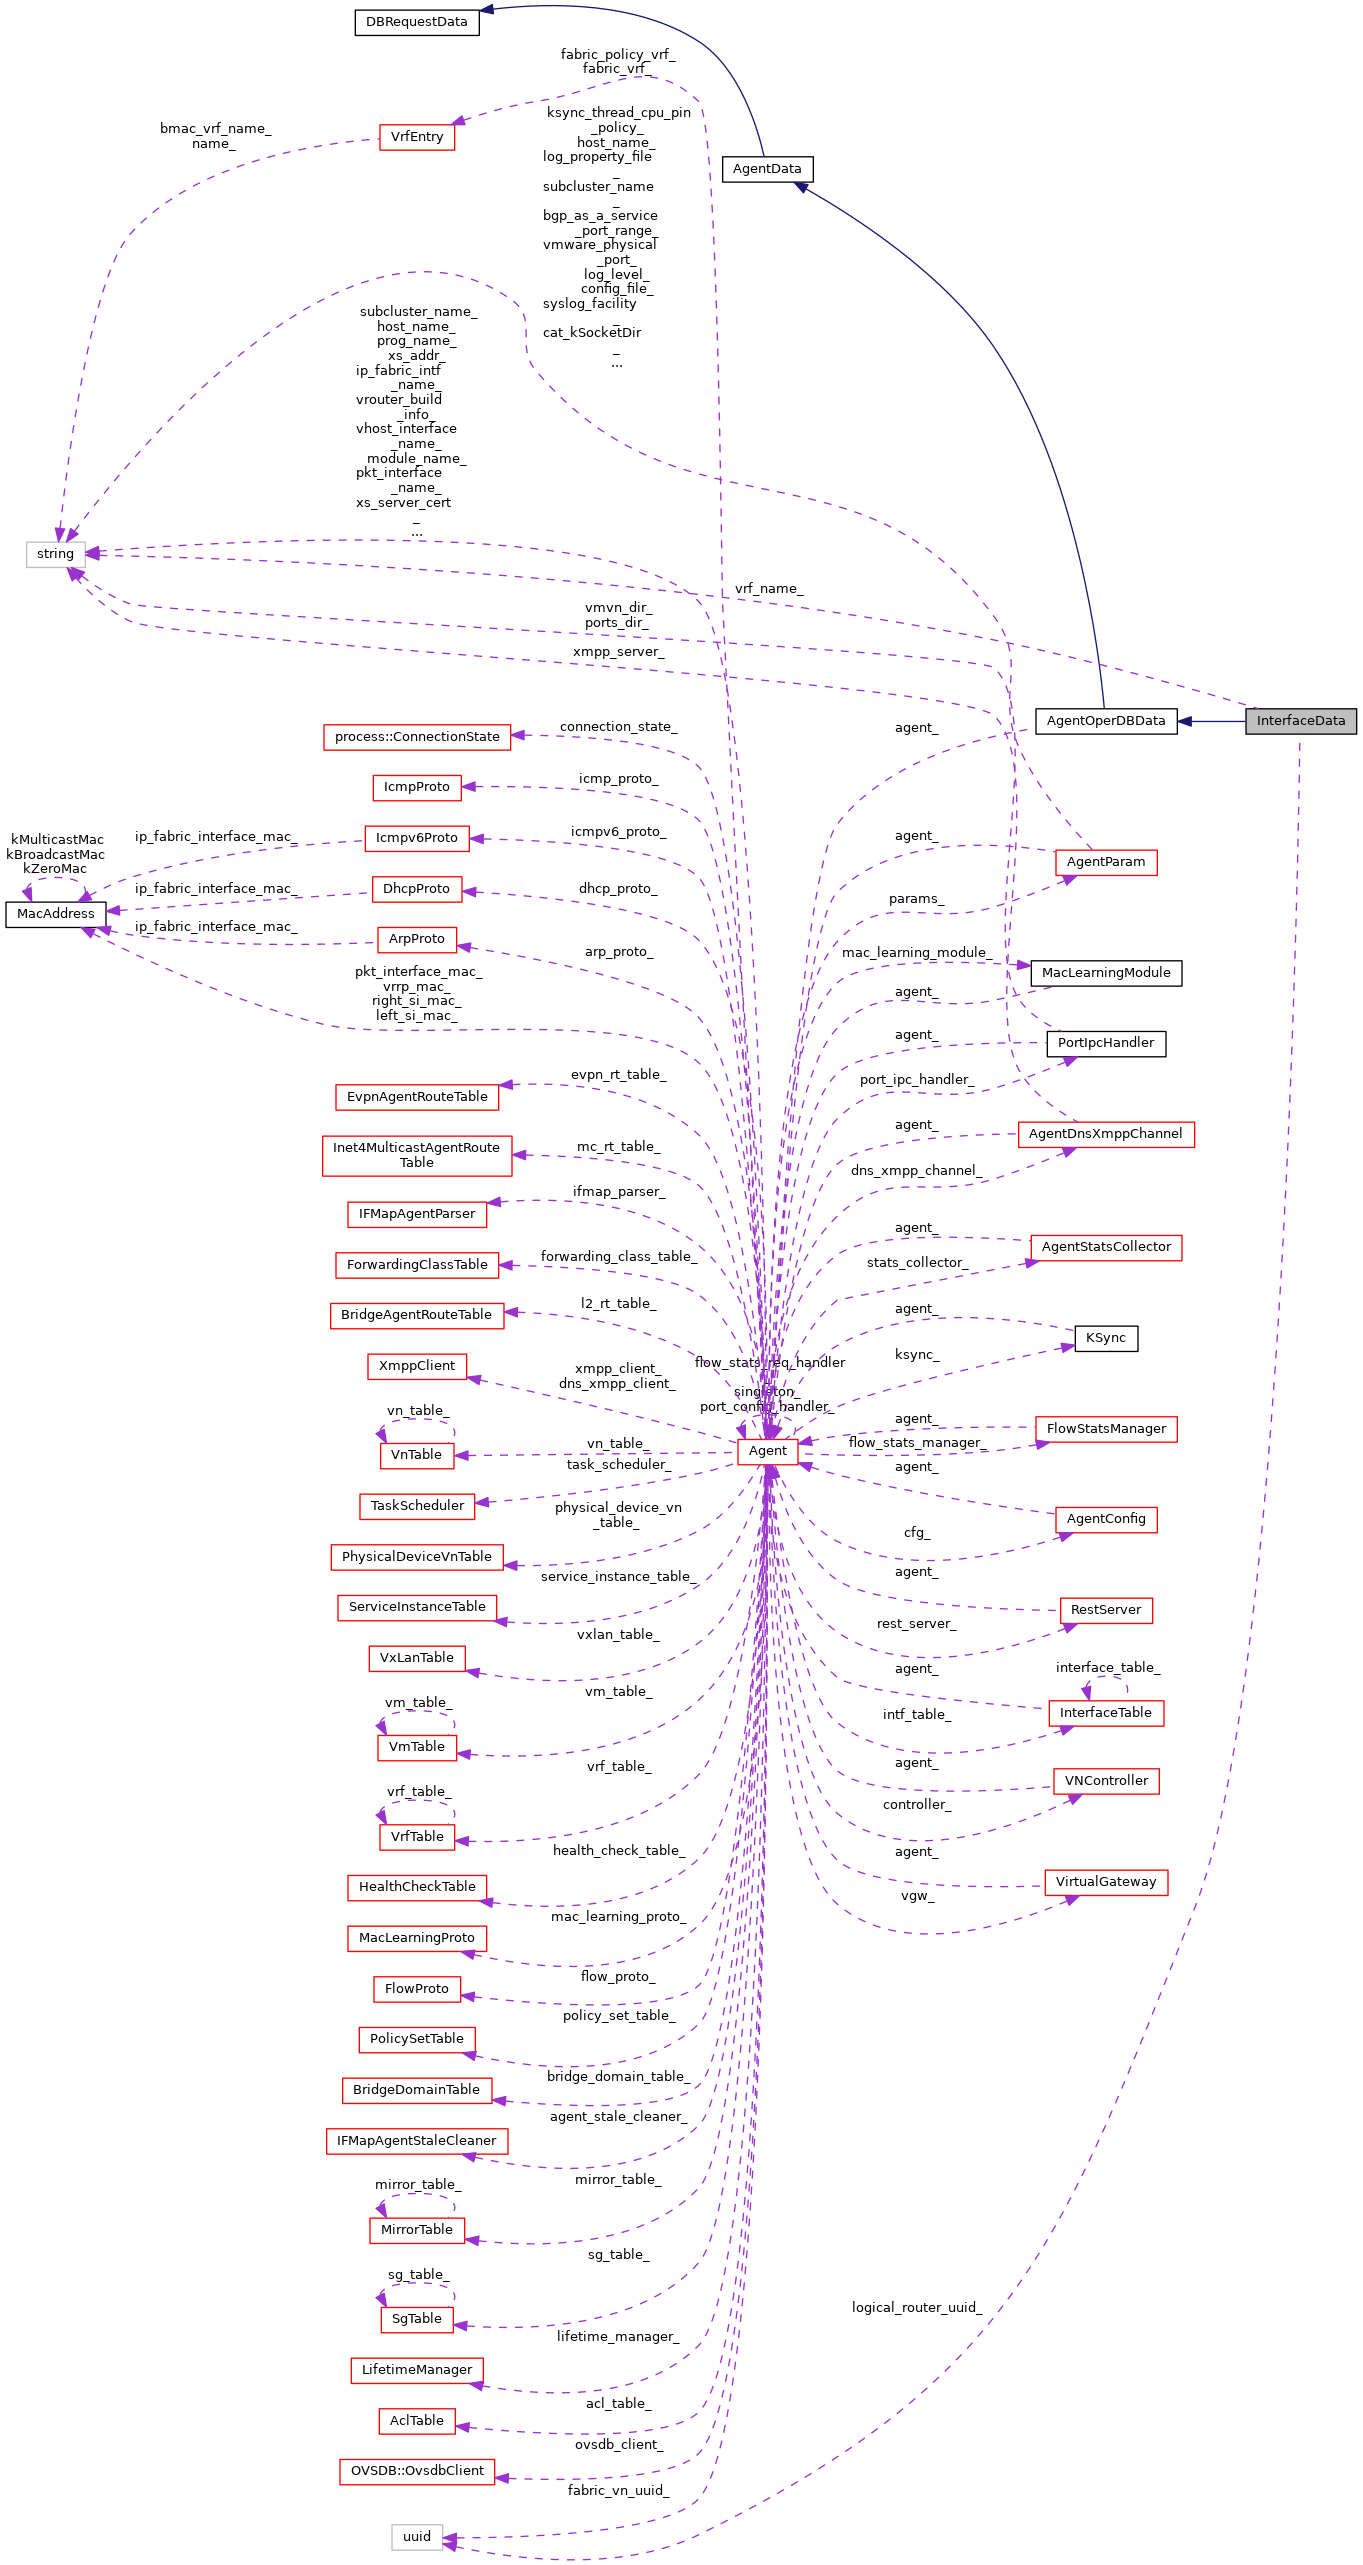 DBRequestData
fabric_policy_vrf_
fabric_vrf_
ksync_thread_cpu_pin
_policy_
host_name_
log_property_file
_
subcluster_name
_
bgp_as_a_service
_port_range_
vmware_physical
_port_
log_level_
config_file_
syslog_facility
_
cat_kSocketDir
_
...
bmac_vrf_name_
name_
VrfEntry
AgentData
subcluster_name_
host_name_
prog_name_
xs_addr_
ip_fabric_intf
_name_
vrouter_build
_info_
vhost_interface
_name_
module_name_
pkt_interface
_name_
xs_server_cert
_
...
string
vrf_name_
vmvn_dir_
ports_dir_
xmpp_server_
AgentOperDBData
InterfaceData
process::ConnectionState
connection_state_
agent_
IcmpProto
icmp_proto_
Icmpv6Proto
icmpv6_proto_
ip_fabric_interface_mac_
kMulticastMac
kBroadcastMac
kZeroMac
MacAddress
agent_
AgentParam
DhcpProto
dhcp_proto_
ip_fabric_interface_mac_
params_
ArpProto
arp_proto_
ip_fabric_interface_mac_
mac_learning_module_
MacLearningModule
agent_
pkt_interface_mac_
vrrp_mac_
right_si_mac_
left_si_mac_
agent_
PortIpcHandler
port_ipc_handler_
EvpnAgentRouteTable
evpn_rt_table_
agent_
AgentDnsXmppChannel
dns_xmpp_channel_
Inet4MulticastAgentRoute
Table
mc_rt_table_
IFMapAgentParser
ifmap_parser_
agent_
AgentStatsCollector
stats_collector_
ForwardingClassTable
forwarding_class_table_
BridgeAgentRouteTable
l2_rt_table_
agent_
KSync
ksync_
XmppClient
xmpp_client_
dns_xmpp_client_
flow_stats_req_handler
_
singleton_
port_config_handler_
Agent
vn_table_
VnTable
vn_table_
agent_
FlowStatsManager
flow_stats_manager_
task_scheduler_
TaskScheduler
agent_
AgentConfig
cfg_
physical_device_vn
_table_
PhysicalDeviceVnTable
service_instance_table_
ServiceInstanceTable
agent_
RestServer
rest_server_
vxlan_table_
VxLanTable
agent_
interface_table_
InterfaceTable
intf_table_
vm_table_
vm_table_
VmTable
agent_
VNController
controller_
vrf_table_
vrf_table_
VrfTable
agent_
VirtualGateway
vgw_
health_check_table_
HealthCheckTable
mac_learning_proto_
MacLearningProto
flow_proto_
FlowProto
policy_set_table_
PolicySetTable
bridge_domain_table_
BridgeDomainTable
agent_stale_cleaner_
IFMapAgentStaleCleaner
mirror_table_
mirror_table_
MirrorTable
sg_table_
sg_table_
SgTable
logical_router_uuid_
lifetime_manager_
LifetimeManager
acl_table_
AclTable
ovsdb_client_
OVSDB::OvsdbClient
fabric_vn_uuid_
uuid